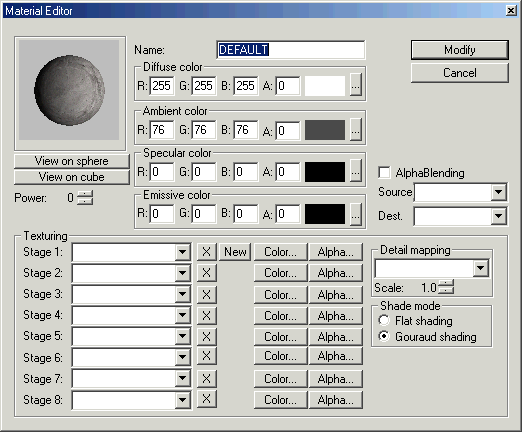 Material Editor
Name: DEFAULT
Modify
Cancel
Diffuse color
R: 255 G: 255 B: 255 A: 0 ...
Ambient color
R: 76 G: 76 B: 76 A: 0 ...
Specular color
R: 0 G: 0 B: 0 A: 0 ...
Emissive color
R: 0 G: 0 B: 0 A: 0 ...
View on sphere
View on cube
Power: 0
AlphaBlending
Source
Dest.
Texturing
Stage 1: X New Color... Alpha...
Stage 2: X Color... Alpha...
Stage 3: X Color... Alpha...
Stage 4: X Color... Alpha...
Stage 5: X Color... Alpha...
Stage 6: X Color... Alpha...
Stage 7: X Color... Alpha...
Stage 8: X Color... Alpha...
Detail mapping
Scale: 1.0
Shade mode
Flat shading
Gouraud shading